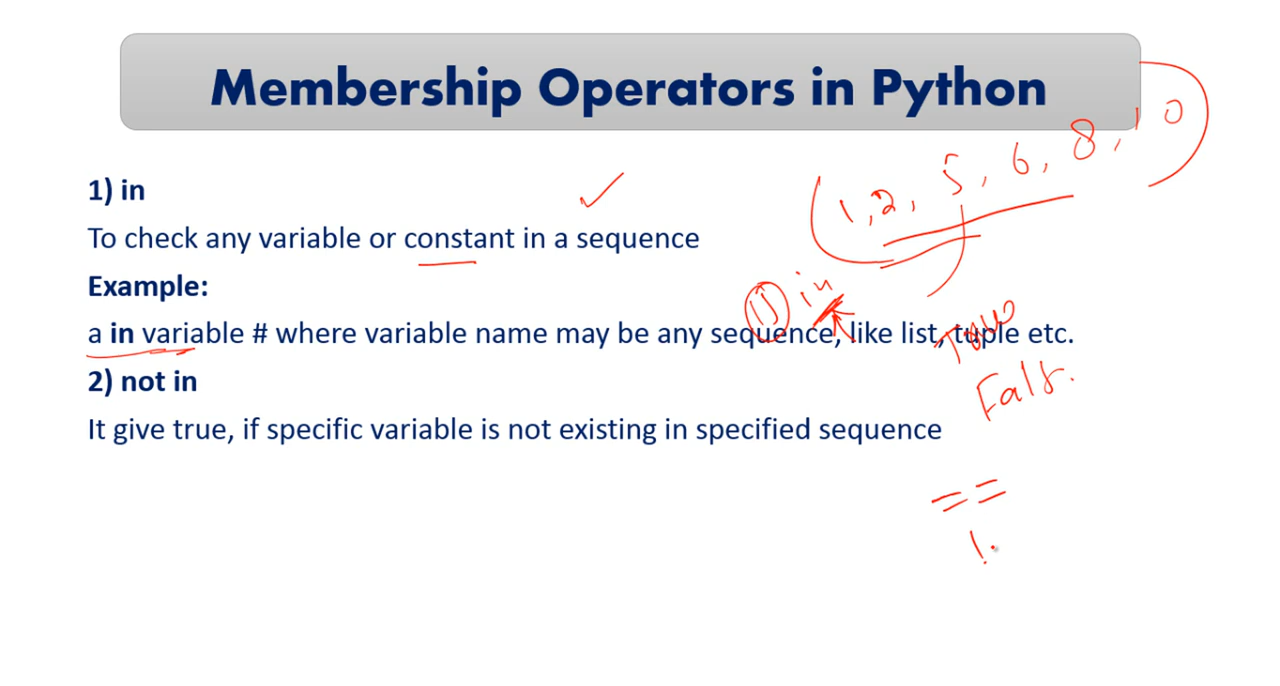 Membership Operators in Python
1, 2, 5, 6, 8, 10
1) in
To check any variable or constant in a sequence
Example:
in
a in variable # where variable name may be any sequence, like list, tuple etc.
True
2) not in
Fals.
It give true, if specific variable is not existing in specified sequence
==
!